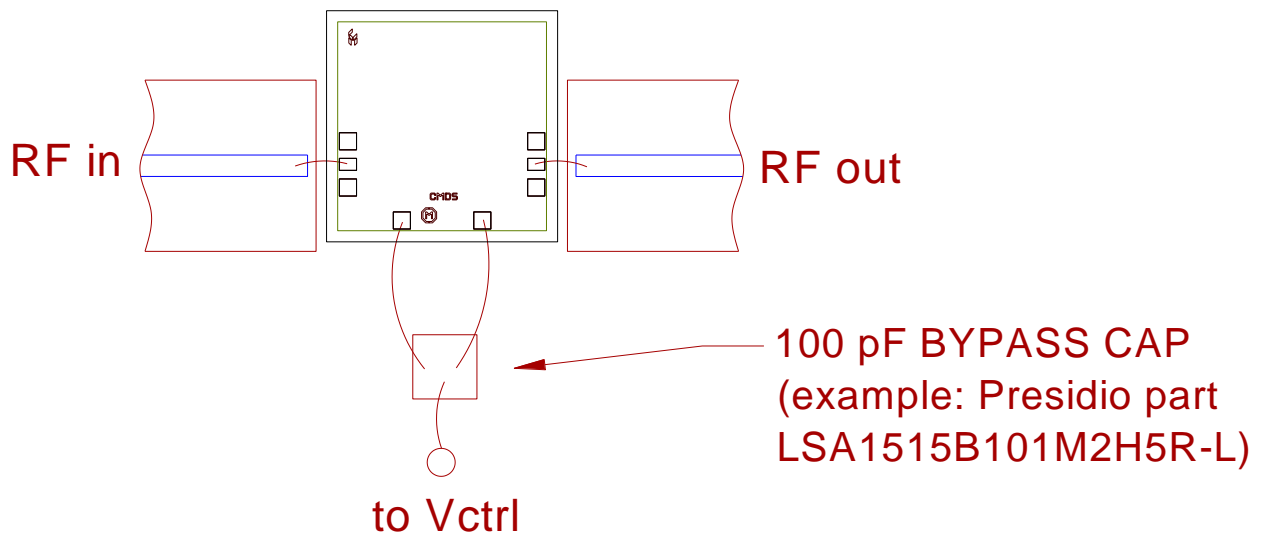 RF in
RF out
CMDS
M
100 pF BYPASS CAP
(example: Presidio part
LSA1515B101M2H5R-L)
to Vctrl